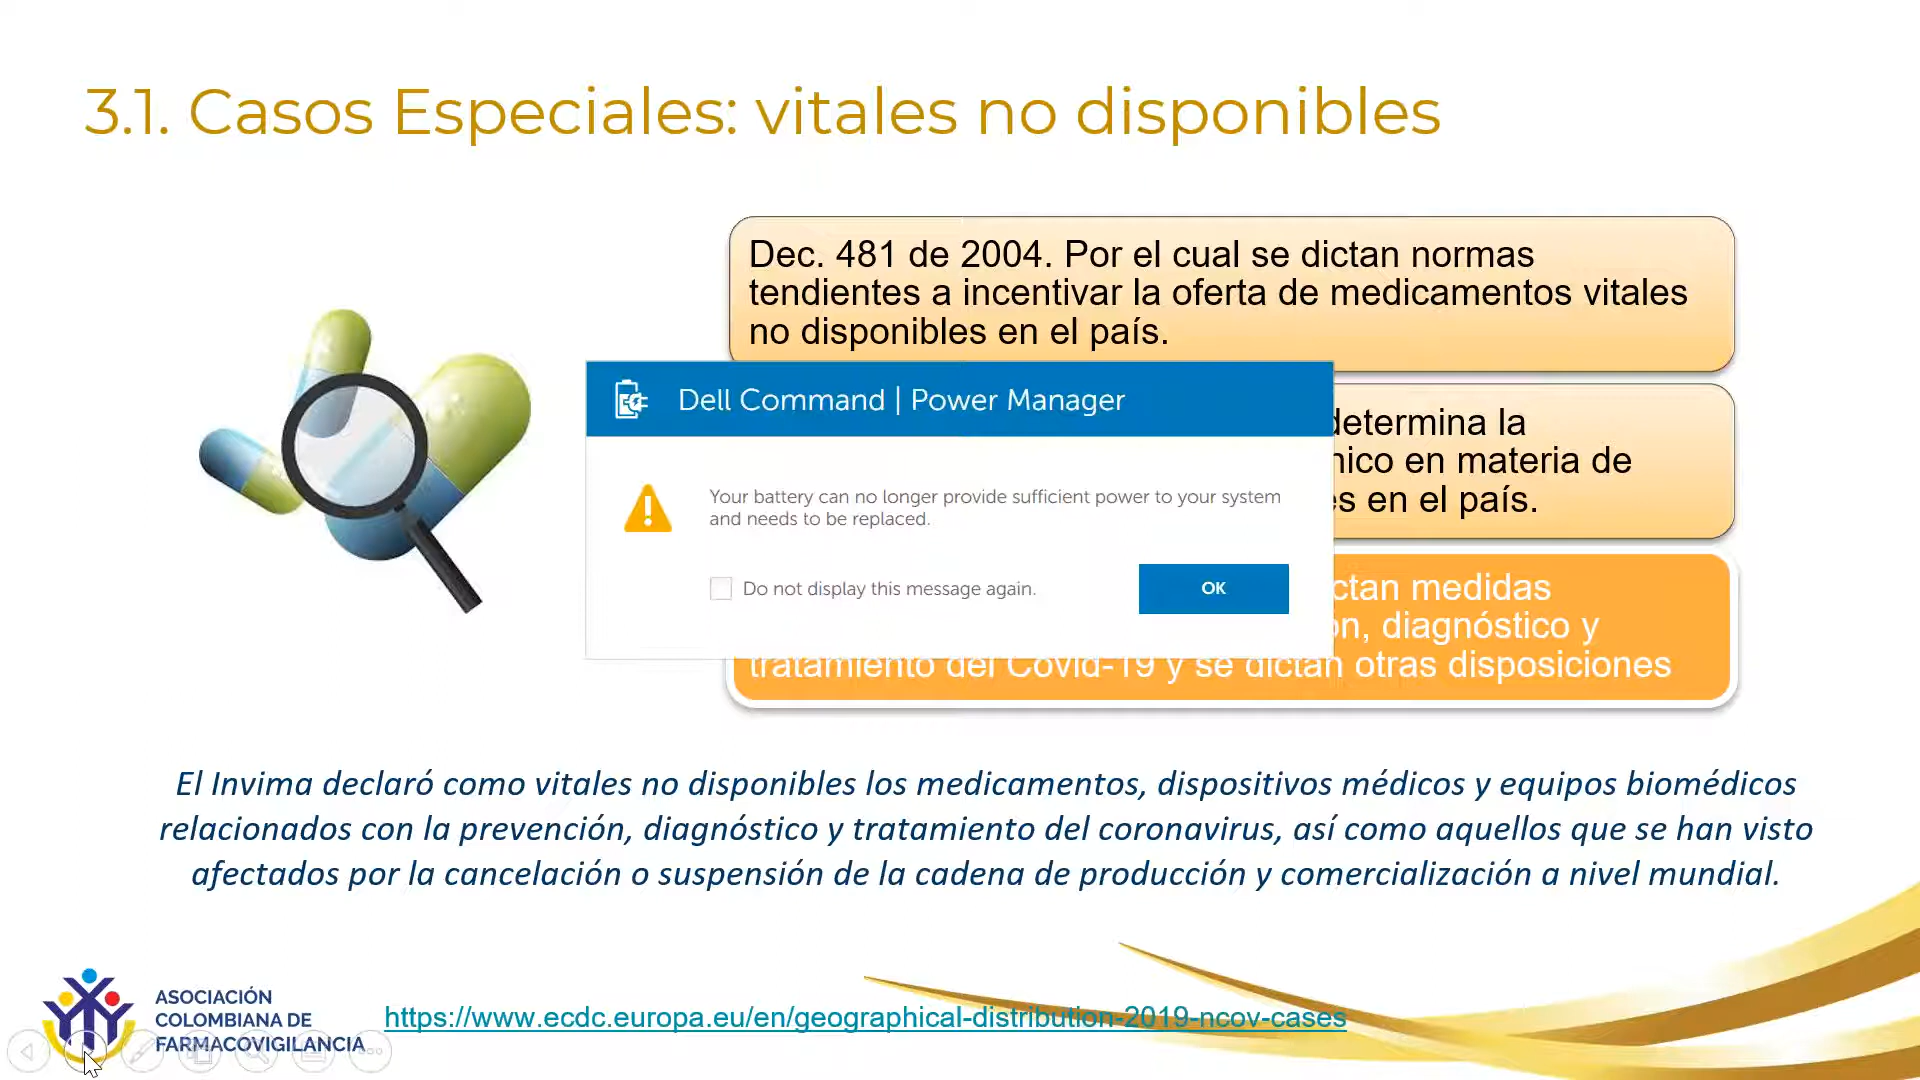 3.1. Casos Especiales: vitales no disponibles
Dec. 481 de 2004. Por el cual se dictan normas
tendientes a incentivar la oferta de medicamentos vitales
no disponibles en el país.
Dell Command | Power Manager
Your battery can no longer provide sufficient power to your system
and needs to be replaced.
Do not display this message again.
OK
determina la
en materia de
en el país.
medidas
diagnóstico y
tratamiento del Covid-19 y se dictan otras disposiciones
El Invima declaró como vitales no disponibles los medicamentos, dispositivos médicos y equipos biomédicos
relacionados con la prevención, diagnóstico y tratamiento del coronavirus, así como aquellos que se han visto
afectados por la cancelación o suspensión de la cadena de producción y comercialización a nivel mundial.
ASOCIACIÓN
COLOMBIANA DE
FARMACOVIGILANCIA
https://www.ecdc.europa.eu/en/geographical-distribution-2019-ncov-cases